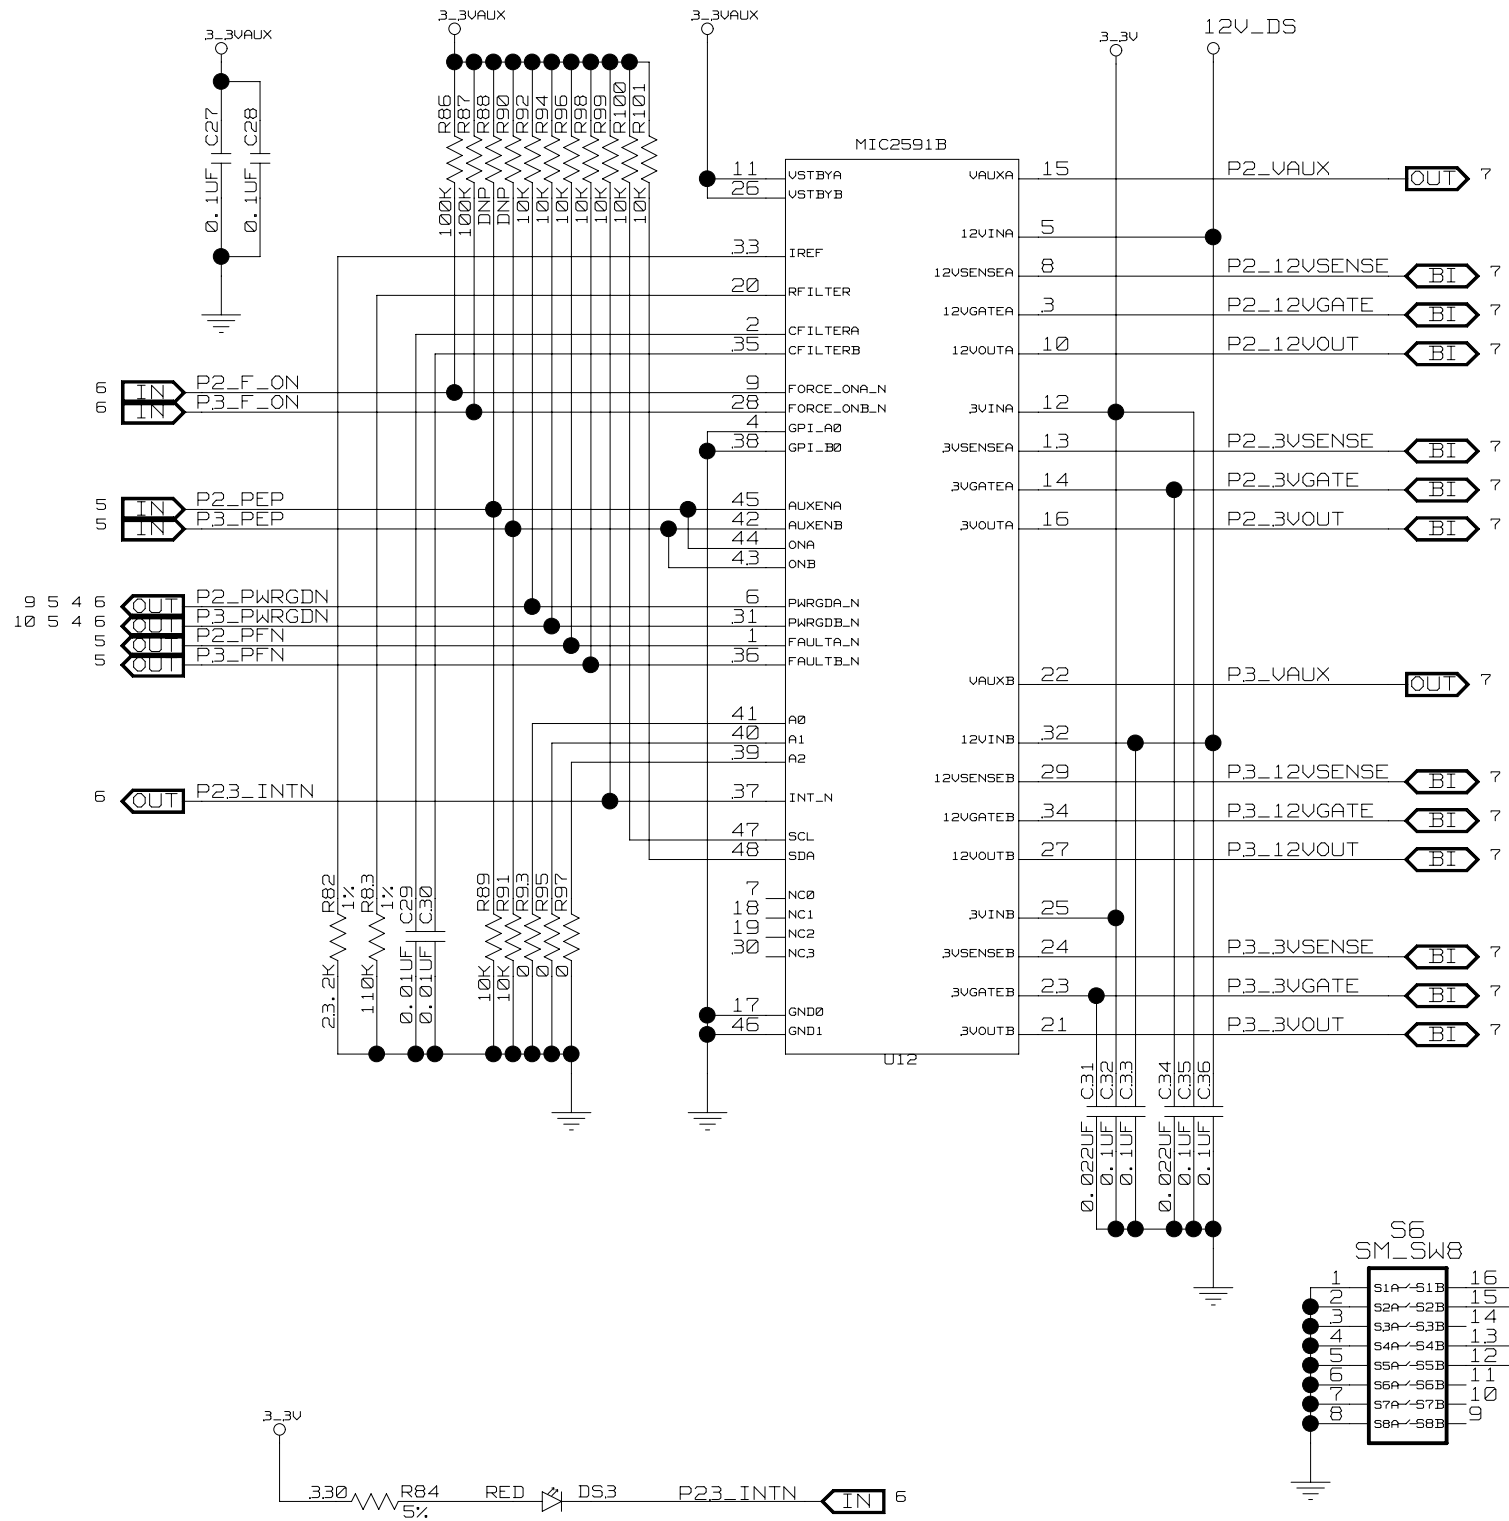 3_3VAUX
3_3VAUX
3_3VAUX
3_3V
12V_DS
C27
C28
0.1UF
0.1UF
R86
R87
R88
R90
R92
R94
R96
R98
R99
R100
R101
100K
100K
DNP
DNP
10K
10K
10K
10K
10K
10K
10K
MIC2591B
11 VSTBYA
26 VSTBYB
33 IREF
20 RFILTER
2 CFILTERA
35 CFILTERB
6 IN P2_F_ON 9 FORCE_ONA_N
6 IN P3_F_ON 28 FORCE_ONB_N
4 GPI_A0
38 GPI_B0
5 IN P2_PEP 45 AUXENA
5 IN P3_PEP 42 AUXENB
44 ONA
43 ONB
9 5 4 6 OUT P2_PWRGDN 6 PWRGDA_N
10 5 4 6 OUT P3_PWRGDN 31 PWRGDB_N
5 OUT P2_PFN 1 FAULTA_N
5 OUT P3_PFN 36 FAULTB_N
41 A0
40 A1
39 A2
6 OUT P23_INTN 37 INT_N
47 SCL
48 SDA
7 NC0
18 NC1
19 NC2
30 NC3
17 GND0
46 GND1
U12
VAUXA 15 P2_VAUX OUT 7
12VINA 5
12VSENSEA 8 P2_12VSENSE BI 7
12VGATEA 3 P2_12VGATE BI 7
12VOUTA 10 P2_12VOUT BI 7
3VINA 12
3VSENSEA 13 P2_3VSENSE BI 7
3VGATEA 14 P2_3VGATE BI 7
3VOUTA 16 P2_3VOUT BI 7
VAUXB 22 P3_VAUX OUT 7
12VINB 32
12VSENSEB 29 P3_12VSENSE BI 7
12VGATEB 34 P3_12VGATE BI 7
12VOUTB 27 P3_12VOUT BI 7
3VINB 25
3VSENSEB 24 P3_3VSENSE BI 7
3VGATEB 23 P3_3VGATE BI 7
3VOUTB 21 P3_3VOUT BI 7
R82
1%
R83
1%
C29
C30
R89
R91
R93
R95
R97
23.2K
110K
0.01UF
0.01UF
10K
10K
0
0
0
C31
C32
C33
C34
C35
C36
0.022UF
0.1UF
0.1UF
0.022UF
0.1UF
0.1UF
S6
SM_SW8
1 S1A S1B 16
2 S2A S2B 15
3 S3A S3B 14
4 S4A S4B 13
5 S5A S5B 12
6 S6A S6B 11
7 S7A S7B 10
8 S8A S8B 9
3_3V
330 R84 RED DS3 P23_INTN IN 6
5%